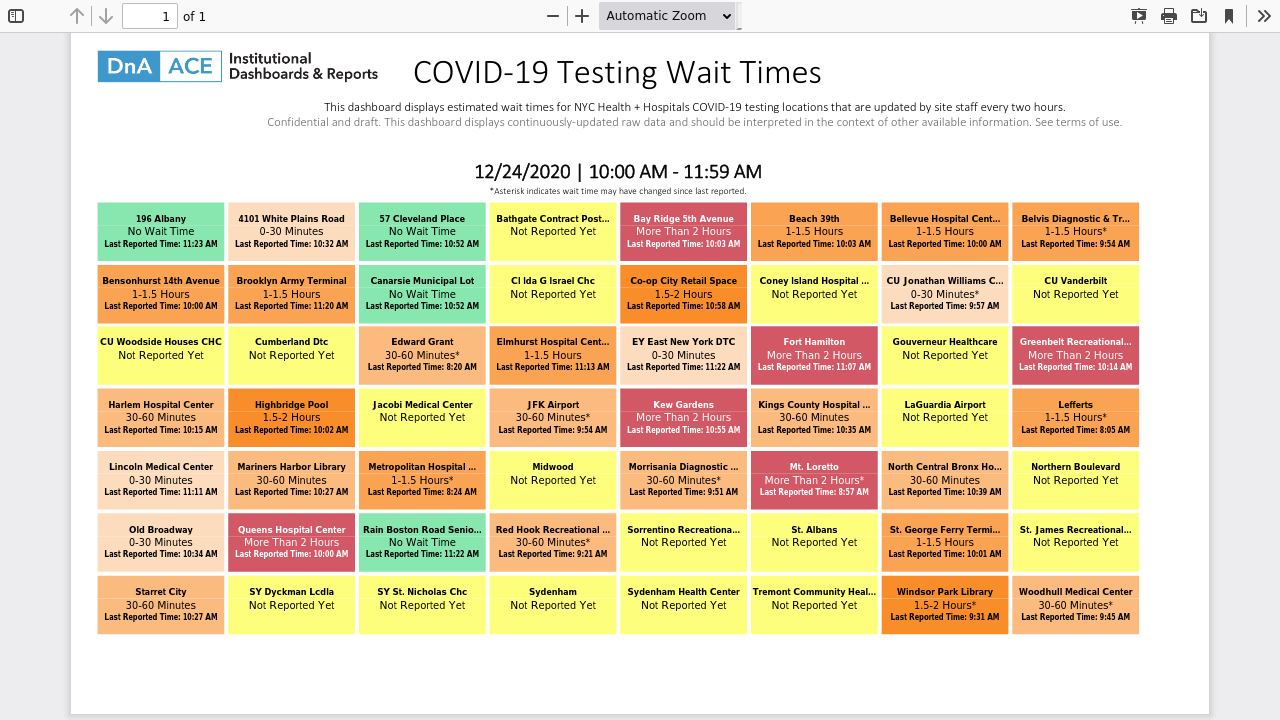 1 of 1 Automatic Zoom
DnA ACE Institutional
Dashboards & Reports
COVID-19 Testing Wait Times
This dashboard displays estimated wait times for NYC Health + Hospitals COVID-19 testing locations that are updated by site staff every two hours.
Confidential and draft. This dashboard displays continuously-updated raw data and should be interpreted in the context of other available information. See terms of use.
12/24/2020 | 10:00 AM - 11:59 AM
*Asterisk indicates wait time may have changed since last reported.
196 Albany
No Wait Time
Last Reported Time: 11:23 AM
4101 White Plains Road
0-30 Minutes
Last Reported Time: 10:32 AM
57 Cleveland Place
No Wait Time
Last Reported Time: 10:52 AM
Bathgate Contract Post...
Not Reported Yet
Bay Ridge 5th Avenue
More Than 2 Hours
Last Reported Time: 10:03 AM
Beach 39th
1-1.5 Hours
Last Reported Time: 10:03 AM
Bellevue Hospital Cent...
1-1.5 Hours
Last Reported Time: 10:00 AM
Belvis Diagnostic & Tr...
1-1.5 Hours*
Last Reported Time: 9:54 AM
Bensonhurst 14th Avenue
1-1.5 Hours
Last Reported Time: 10:00 AM
Brooklyn Army Terminal
1-1.5 Hours
Last Reported Time: 11:20 AM
Canarsie Municipal Lot
No Wait Time
Last Reported Time: 10:52 AM
Cl Ida G Israel Chc
Not Reported Yet
Co-op City Retail Space
1.5-2 Hours
Last Reported Time: 10:58 AM
Coney Island Hospital ...
Not Reported Yet
CU Jonathan Williams C...
0-30 Minutes*
Last Reported Time: 9:57 AM
CU Vanderbilt
Not Reported Yet
CU Woodside Houses CHC
Not Reported Yet
Cumberland Dtc
Not Reported Yet
Edward Grant
30-60 Minutes*
Last Reported Time: 8:20 AM
Elmhurst Hospital Cent...
1-1.5 Hours
Last Reported Time: 11:13 AM
EY East New York DTC
0-30 Minutes
Last Reported Time: 11:22 AM
Fort Hamilton
More Than 2 Hours
Last Reported Time: 11:07 AM
Gouverneur Healthcare
Not Reported Yet
Greenbelt Recreational...
More Than 2 Hours
Last Reported Time: 10:14 AM
Harlem Hospital Center
30-60 Minutes
Last Reported Time: 10:15 AM
Highbridge Pool
1.5-2 Hours
Last Reported Time: 10:02 AM
Jacobi Medical Center
Not Reported Yet
JFK Airport
30-60 Minutes*
Last Reported Time: 9:54 AM
Kew Gardens
More Than 2 Hours
Last Reported Time: 10:55 AM
Kings County Hospital ...
30-60 Minutes
Last Reported Time: 10:35 AM
LaGuardia Airport
Not Reported Yet
Lefferts
1-1.5 Hours*
Last Reported Time: 8:05 AM
Lincoln Medical Center
0-30 Minutes
Last Reported Time: 11:11 AM
Mariners Harbor Library
30-60 Minutes
Last Reported Time: 10:27 AM
Metropolitan Hospital ...
1-1.5 Hours*
Last Reported Time: 8:24 AM
Midwood
Not Reported Yet
Morrisania Diagnostic ...
30-60 Minutes*
Last Reported Time: 9:51 AM
Mt. Loretto
More Than 2 Hours*
Last Reported Time: 8:57 AM
North Central Bronx Ho...
30-60 Minutes
Last Reported Time: 10:39 AM
Northern Boulevard
Not Reported Yet
Old Broadway
0-30 Minutes
Last Reported Time: 10:34 AM
Queens Hospital Center
More Than 2 Hours
Last Reported Time: 10:00 AM
Rain Boston Road Senio...
No Wait Time
Last Reported Time: 11:22 AM
Red Hook Recreational ...
30-60 Minutes*
Last Reported Time: 9:21 AM
Sorrentino Recreationa...
Not Reported Yet
St. Albans
Not Reported Yet
St. George Ferry Termi...
1-1.5 Hours
Last Reported Time: 10:01 AM
St. James Recreational...
Not Reported Yet
Starret City
30-60 Minutes
Last Reported Time: 10:27 AM
SY Dyckman Lcdla
Not Reported Yet
SY St. Nicholas Chc
Not Reported Yet
Sydenham
Not Reported Yet
Sydenham Health Center
Not Reported Yet
Tremont Community Heal...
Not Reported Yet
Windsor Park Library
1.5-2 Hours*
Last Reported Time: 9:31 AM
Woodhull Medical Center
30-60 Minutes*
Last Reported Time: 9:45 AM